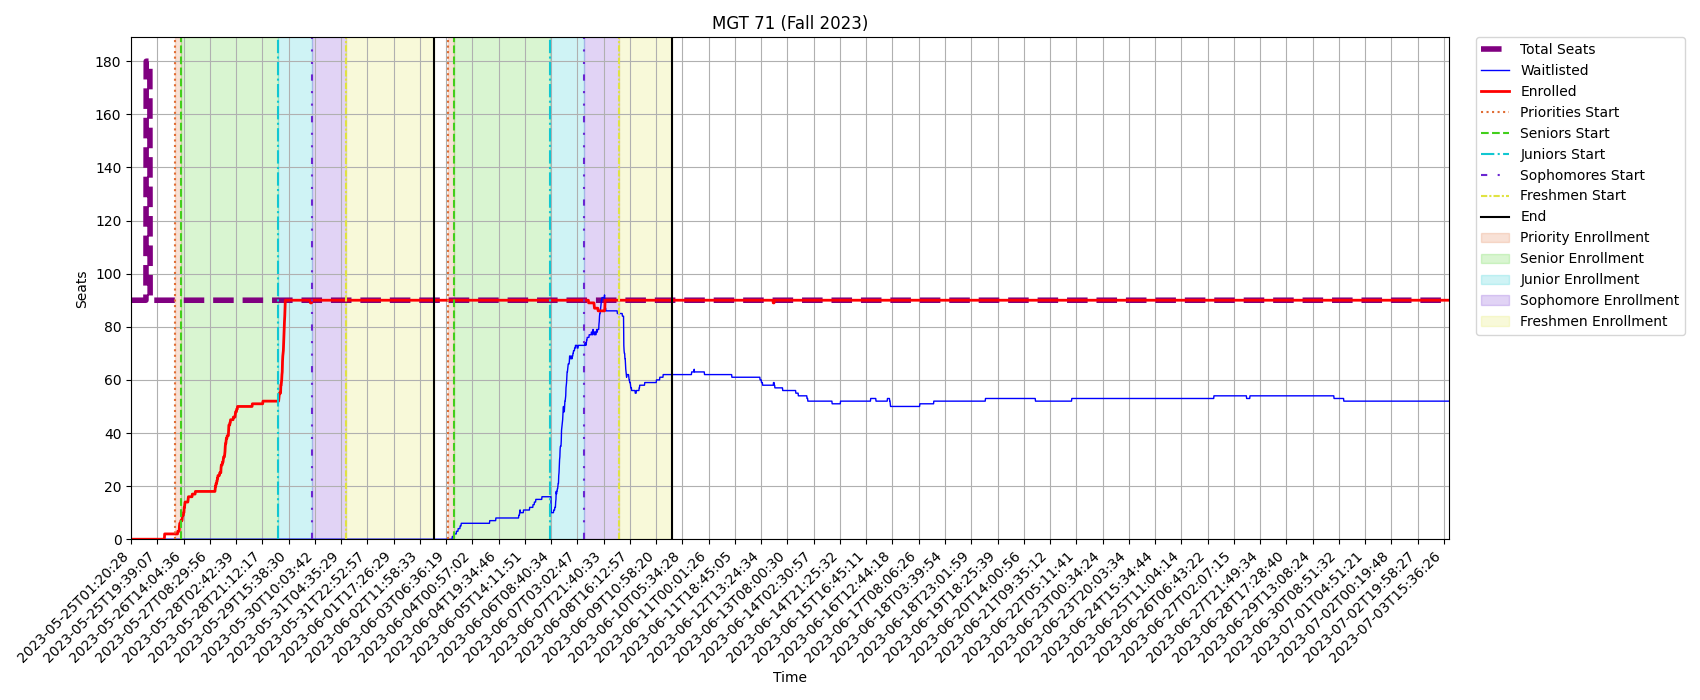 MGT 71 (Fall 2023)
Seats
180
160
140
120
100
80
60
40
20
0
2023-05-25T01:20:28
2023-05-25T19:39:07
2023-05-26T14:04:36
2023-05-27T08:29:56
2023-05-28T02:42:39
2023-05-28T21:12:17
2023-05-29T15:38:30
2023-05-30T10:03:42
2023-05-31T04:35:29
2023-05-31T22:52:57
2023-06-01T17:26:29
2023-06-02T11:58:33
2023-06-03T06:36:19
2023-06-04T00:57:02
2023-06-04T19:34:46
2023-06-05T14:11:51
2023-06-06T08:40:34
2023-06-07T03:02:47
2023-06-07T21:40:33
2023-06-08T16:12:57
2023-06-09T10:58:20
2023-06-10T05:34:28
2023-06-11T00:01:26
2023-06-11T18:45:05
2023-06-12T13:24:34
2023-06-13T08:00:30
2023-06-14T02:30:57
2023-06-14T21:25:32
2023-06-15T16:45:11
2023-06-16T12:44:18
2023-06-17T08:06:29
2023-06-18T03:39:54
2023-06-18T23:01:59
2023-06-19T18:25:39
2023-06-20T14:00:56
2023-06-21T09:35:12
2023-06-22T05:11:41
2023-06-23T00:34:24
2023-06-23T20:03:34
2023-06-24T15:34:44
2023-06-25T11:04:14
2023-06-26T06:43:22
2023-06-27T02:07:15
2023-06-27T21:49:34
2023-06-28T17:28:40
2023-06-29T13:08:24
2023-06-30T08:51:32
2023-07-01T04:51:21
2023-07-02T00:19:48
2023-07-02T19:58:27
2023-07-03T15:36:26
Time
Total Seats
Waitlisted
Enrolled
Priorities Start
Seniors Start
Juniors Start
Sophomores Start
Freshmen Start
End
Priority Enrollment
Senior Enrollment
Junior Enrollment
Sophomore Enrollment
Freshmen Enrollment